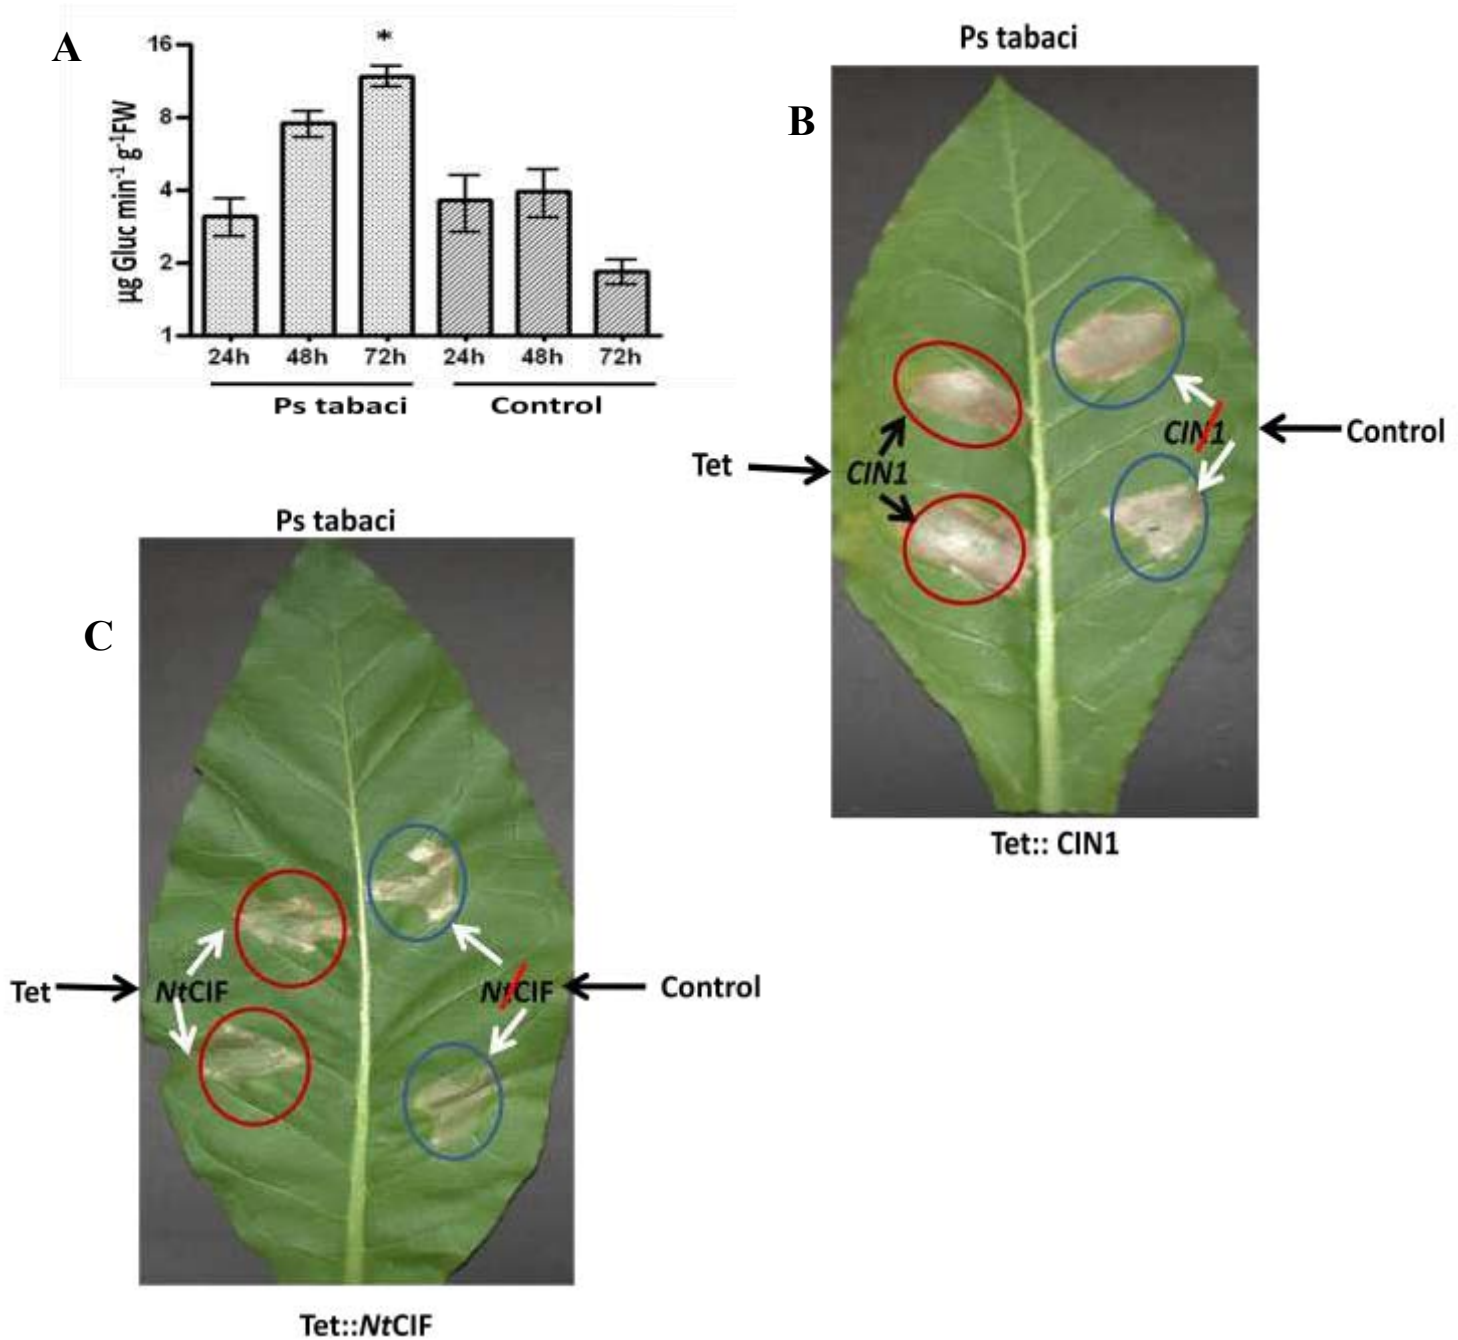 A
*
16
8
4
2
1
µg Gluc min-1 g-1FW
24h 48h 72h 24h 48h 72h
Ps tabaci Control
Ps tabaci
B
CIN1
Control
Tet
CIN1
Tet:: CIN1
Ps tabaci
C
Tet
NtCIF
NtCIF
Control
Tet::NtCIF